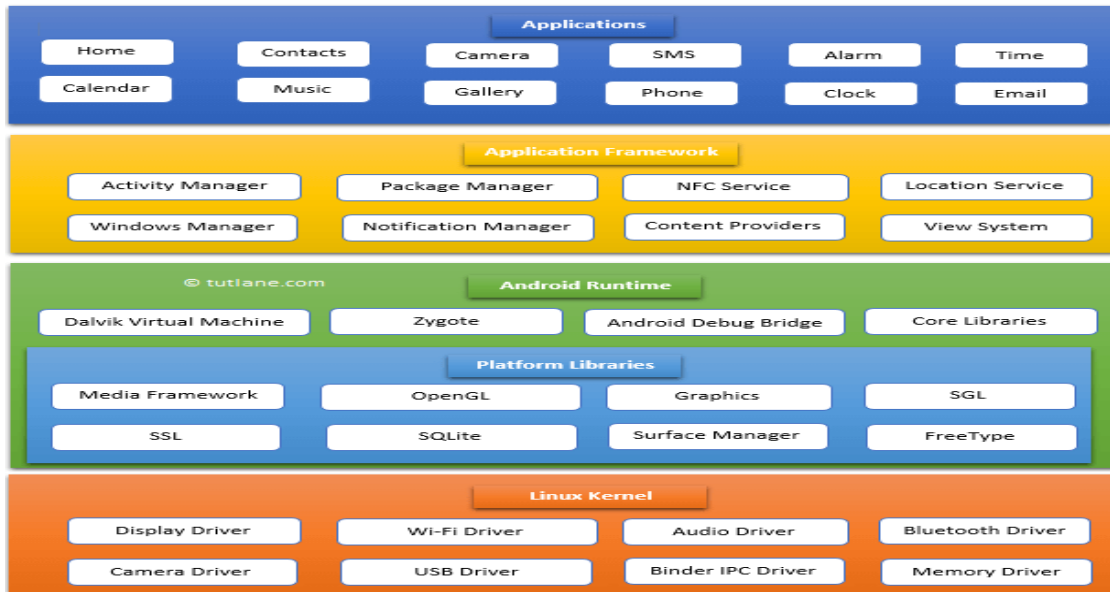 Applications
Home Contacts Camera SMS Alarm Time
Calendar Music Gallery Phone Clock Email
Application Framework
Activity Manager Package Manager NFC Service Location Service
Windows Manager Notification Manager Content Providers View System
© tutlane.com
Android Runtime
Dalvik Virtual Machine Zygote Android Debug Bridge Core Libraries
Platform Libraries
Media Framework OpenGL Graphics SGL
SSL SQLite Surface Manager FreeType
Linux Kernel
Display Driver Wi-Fi Driver Audio Driver Bluetooth Driver
Camera Driver USB Driver Binder IPC Driver Memory Driver